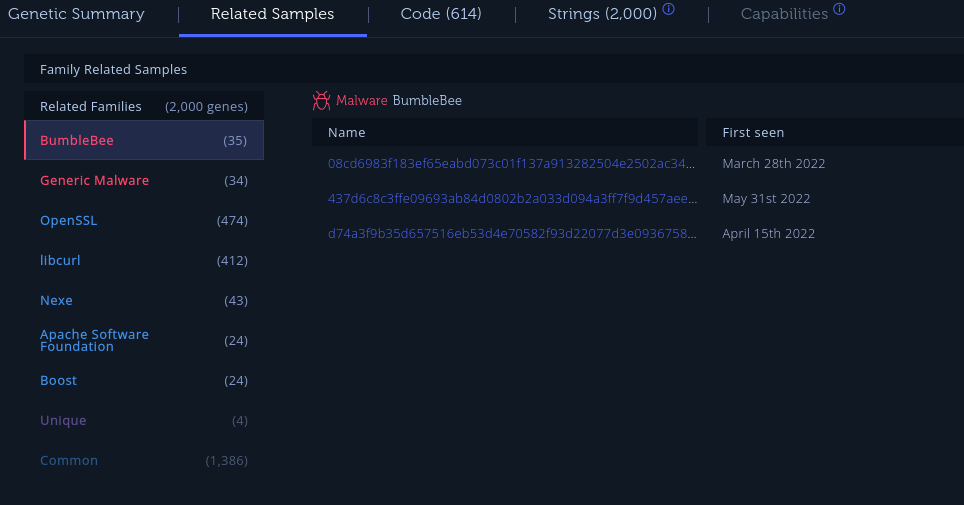 Genetic Summary
Related Samples
Code (614)
Strings (2,000)
Capabilities
Family Related Samples
Related Families (2,000 genes)
BumbleBee (35)
Generic Malware (34)
OpenSSL (474)
libcurl (412)
Nexe (43)
Apache Software
Foundation (24)
Boost (24)
Unique (4)
Common (1,386)
Malware BumbleBee
Name First seen
08cd6983f183ef65eabd073c01f137a913282504e2502ac34... March 28th 2022
437d6c8c3ffe09693ab84d0802b2a033d094a3ff7f9d457aee... May 31st 2022
d74a3f9b35d657516eb53d4e70582f93d22077d3e0936758... April 15th 2022